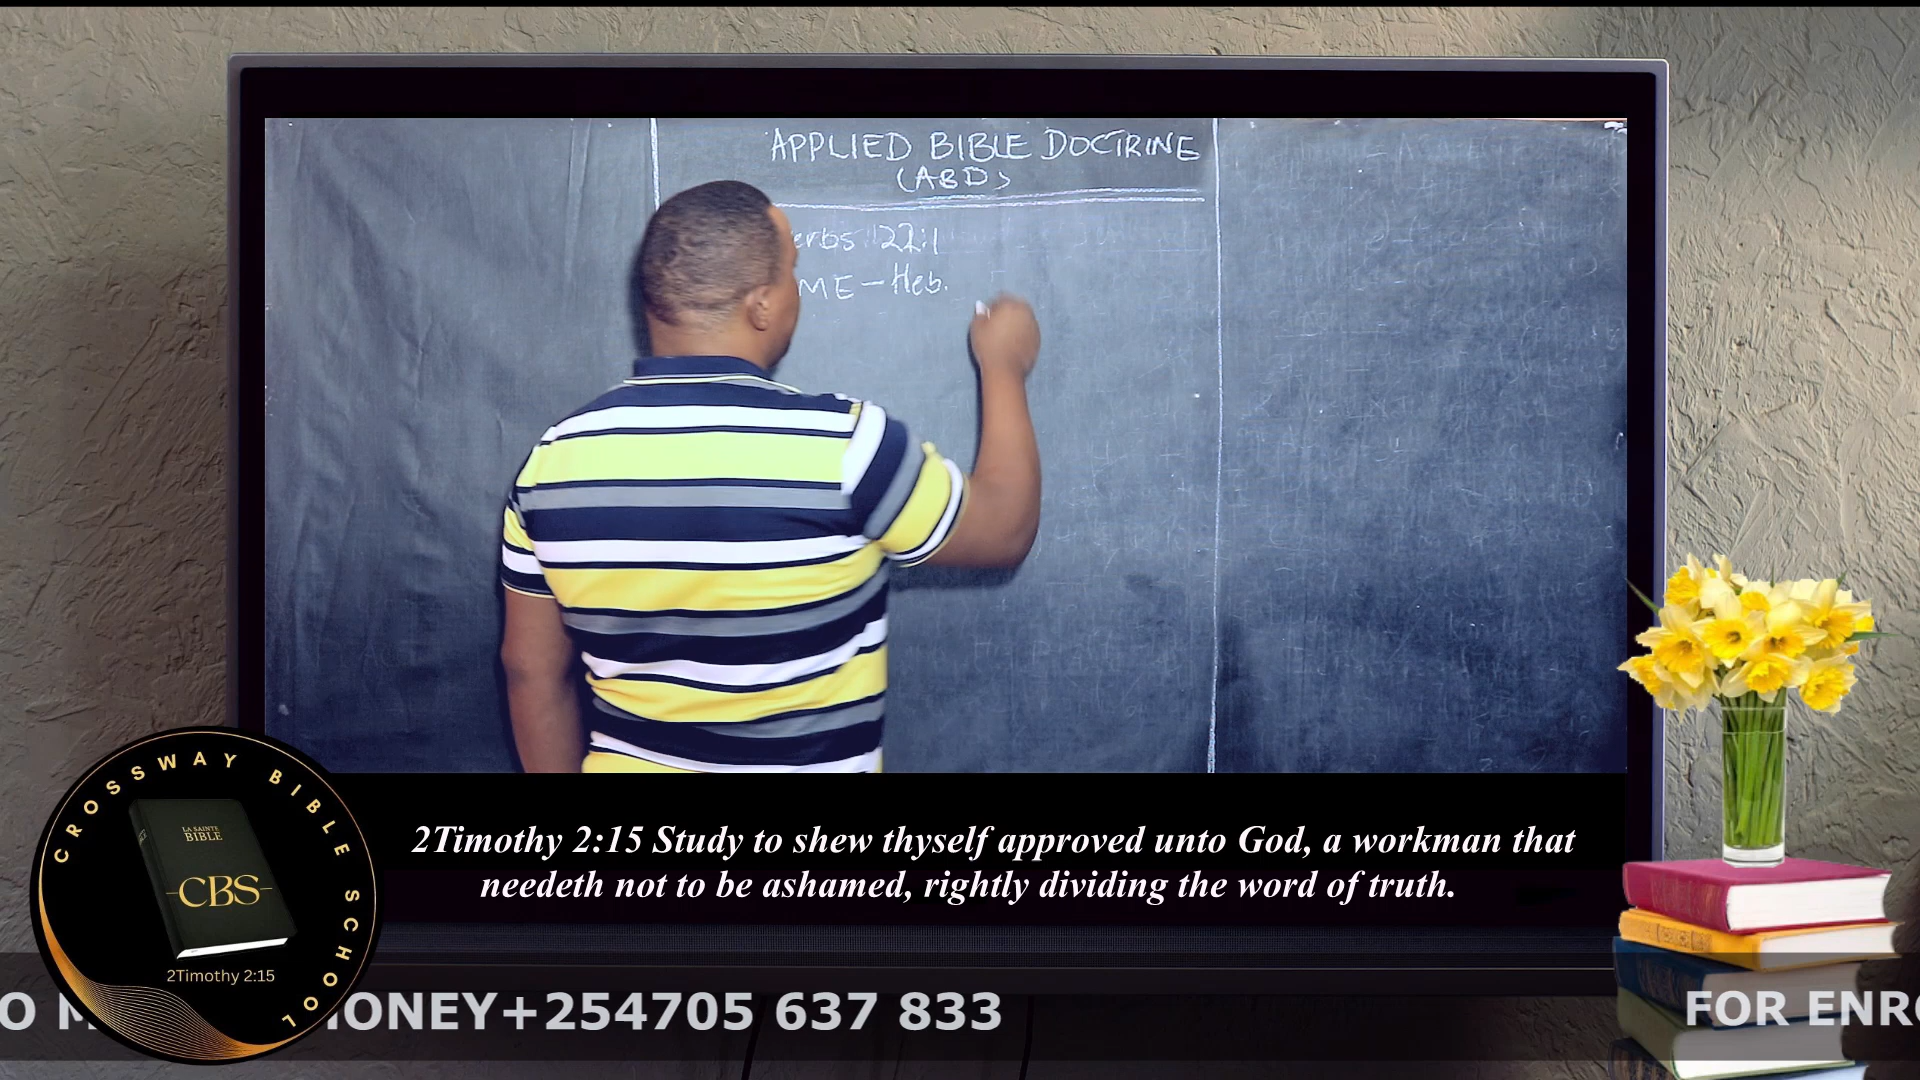 APPLIED BIBLE DOCTRINE
(ABD)
erbs 22:1
ME - Heb.
CROSSWAY BIBLE SCHOOL
LA SAINTE
BIBLE
CBS
2Timothy 2:15
2Timothy 2:15 Study to shew thyself approved unto God, a workman that
needeth not to be ashamed, rightly dividing the word of truth.
O M ONEY+254705 637 833
FOR ENRO